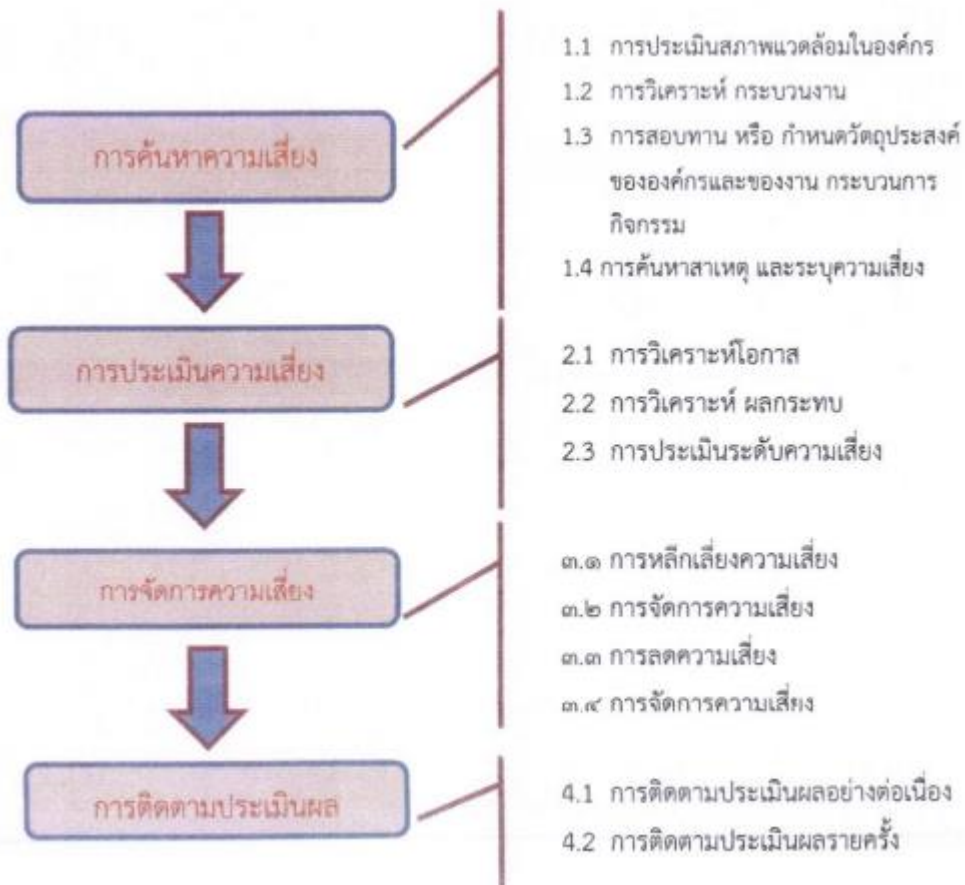 การค้นหาความเสี่ยง
1.1 การประเมินสภาพแวดล้อมในองค์กร
1.2 การวิเคราะห์ กระบวนงาน
1.3 การสอบทาน หรือ กำหนดวัตถุประสงค์
ขององค์กรและของงาน กระบวนการ
กิจกรรม
1.4 การค้นหาสาเหตุ และระบุความเสี่ยง
การประเมินความเสี่ยง
2.1 การวิเคราะห์โอกาส
2.2 การวิเคราะห์ ผลกระทบ
2.3 การประเมินระดับความเสี่ยง
การจัดการความเสี่ยง
๓.๑ การหลีกเลี่ยงความเสี่ยง
๓.๒ การจัดการความเสี่ยง
๓.๓ การลดความเสี่ยง
๓.๔ การจัดการความเสี่ยง
การติดตามประเมินผล
4.1 การติดตามประเมินผลอย่างต่อเนื่อง
4.2 การติดตามประเมินผลรายครั้ง